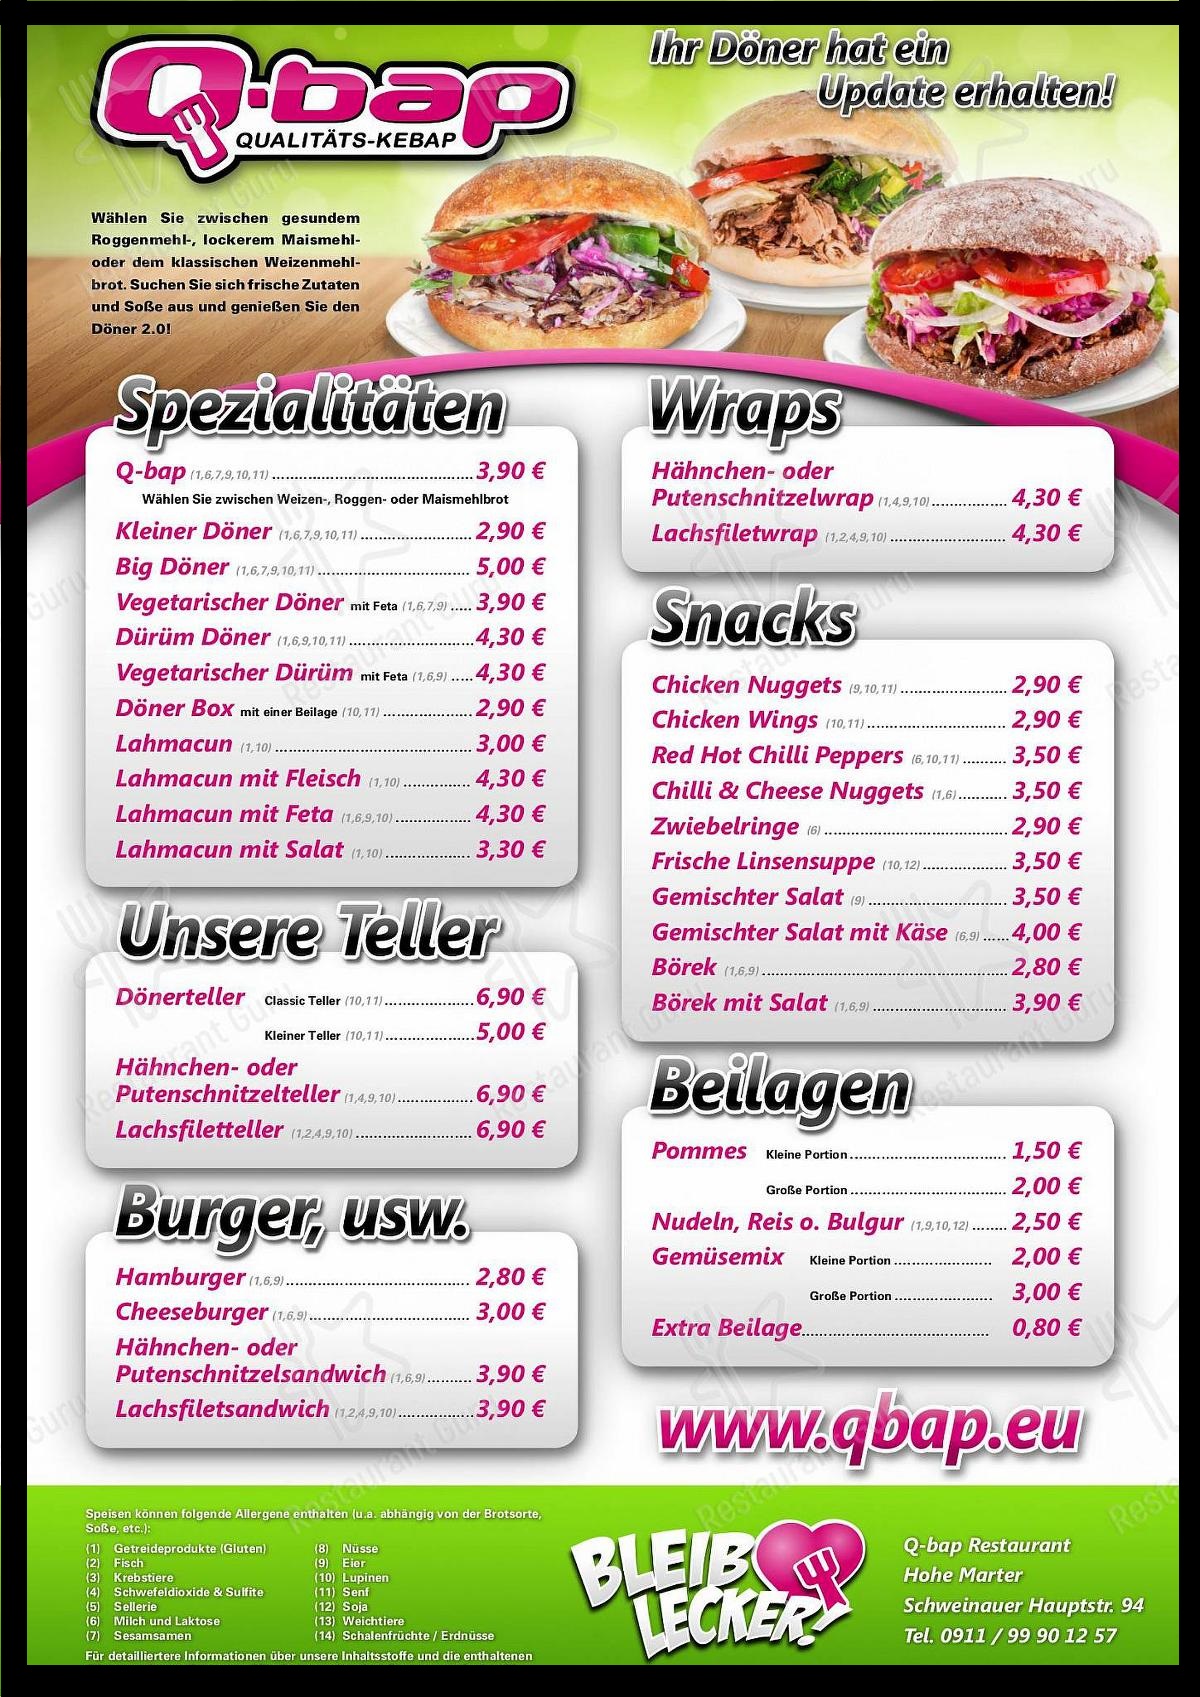 Q-bap
QUALITÄTS-KEBAP
Ihr Döner hat ein
Update erhalten!
Wählen Sie zwischen gesundem
Roggenmehl-, lockerem Maismehl-
oder dem klassischen Weizenmehl-
brot. Suchen Sie sich frische Zutaten
und Soße aus und genießen Sie den
Döner 2.0!
Spezialitäten
Q-bap (1,6,7,9,10,11) 3,90 €
Wählen Sie zwischen Weizen-, Roggen- oder Maismehlbrot
Kleiner Döner (1,6,7,9,10,11) 2,90 €
Big Döner (1,6,7,9,10,11) 5,00 €
Vegetarischer Döner mit Feta (1,6,7,9) 3,90 €
Dürüm Döner (1,6,9,10,11) 4,30 €
Vegetarischer Dürüm mit Feta (1,6,9) 4,30 €
Döner Box mit einer Beilage (10,11) 2,90 €
Lahmacun (1,10) 3,00 €
Lahmacun mit Fleisch (1,10) 4,30 €
Lahmacun mit Feta (1,6,9,10) 4,30 €
Lahmacun mit Salat (1,10) 3,30 €
Unsere Teller
Dönerteller Classic Teller (10,11) 6,90 €
Kleiner Teller (10,11) 5,00 €
Hähnchen- oder
Putenschnitzelteller (1,4,9,10) 6,90 €
Lachsfiletteller (1,2,4,9,10) 6,90 €
Burger, usw.
Hamburger (1,6,9) 2,80 €
Cheeseburger (1,6,9) 3,00 €
Hähnchen- oder
Putenschnitzelsandwich (1,6,9) 3,90 €
Lachsfiletsandwich (1,2,4,9,10) 3,90 €
Wraps
Hähnchen- oder
Putenschnitzelwrap (1,4,9,10) 4,30 €
Lachsfiletwrap (1,2,4,9,10) 4,30 €
Snacks
Chicken Nuggets (9,10,11) 2,90 €
Chicken Wings (10,11) 2,90 €
Red Hot Chilli Peppers (6,10,11) 3,50 €
Chilli & Cheese Nuggets (1,6) 3,50 €
Zwiebelringe (6) 2,90 €
Frische Linsensuppe (10,12) 3,50 €
Gemischter Salat (9) 3,50 €
Gemischter Salat mit Käse (6,9) 4,00 €
Börek (1,6,9) 2,80 €
Börek mit Salat (1,6,9) 3,90 €
Beilagen
Pommes Kleine Portion 1,50 €
Große Portion 2,00 €
Nudeln, Reis o. Bulgur (1,9,10,12) 2,50 €
Gemüsemix Kleine Portion 2,00 €
Große Portion 3,00 €
Extra Beilage 0,80 €
www.qbap.eu
Speisen können folgende Allergene enthalten (u.a. abhängig von der Brotsorte,
Soße, etc.):
(1) Getreideprodukte (Gluten)
(2) Fisch
(3) Krebstiere
(4) Schwefeldioxide & Sulfite
(5) Sellerie
(6) Milch und Laktose
(7) Sesamsamen
(8) Nüsse
(9) Eier
(10) Lupinen
(11) Senf
(12) Soja
(13) Weichtiere
(14) Schalenfrüchte / Erdnüsse
Für detailliertere Informationen über unsere Inhaltsstoffe und die enthaltenen
BLEIB
LECKER!
Q-bap Restaurant
Hohe Marter
Schweinauer Hauptstr. 94
Tel. 0911 / 99 90 12 57
Restaurant Guru